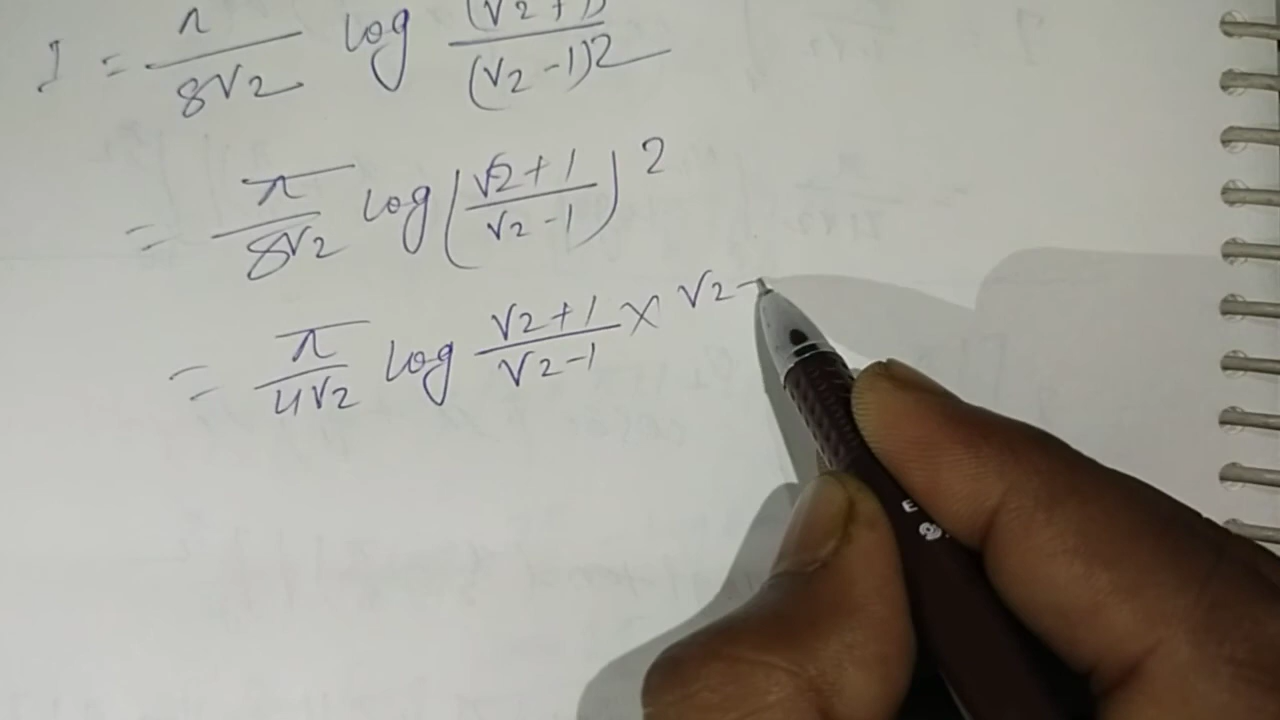 I = π/8√2 log (√2+1)/(√2-1)2
= π/8√2 log(√2+1/√2-1)2
= π/4√2 log √2+1/√2-1 × √2